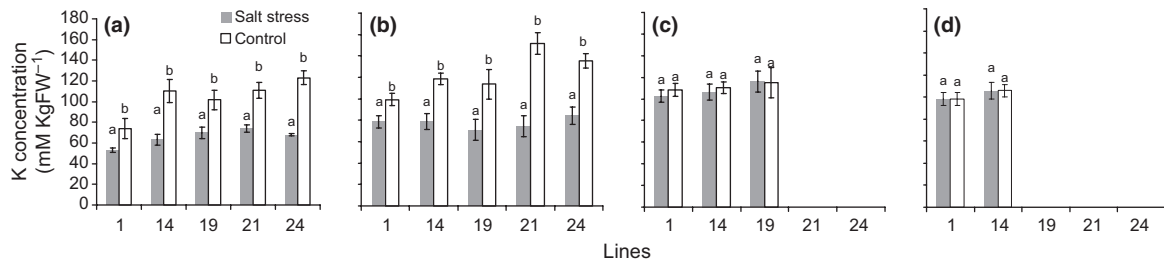 K concentration
(mM KgFW⁻¹)
180
160
140
120
100
80
60
40
20
0
(a)
Salt stress
Control
a b
a b
a b
a b
a b
1 14 19 21 24
(b)
a b
a b
a b
a b
a b
1 14 19 21 24
(c)
a a
a a
a a
1 14 19 21 24
(d)
a a
a a
1 14 19 21 24
Lines